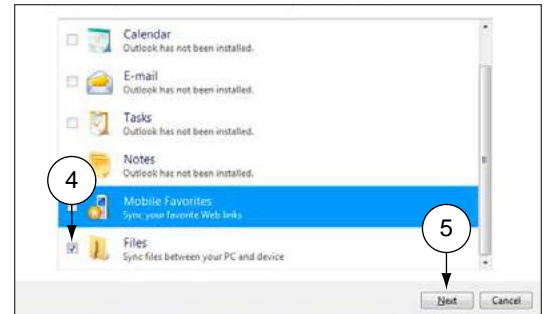 Calendar
Outlook has not been installed.
E-mail
Outlook has not been installed.
Tasks
Outlook has not been installed.
Notes
Outlook has not been installed.
4
Mobile Favorites
Sync your favorite Web links
5
Files
Sync files between your PC and device
Next Cancel